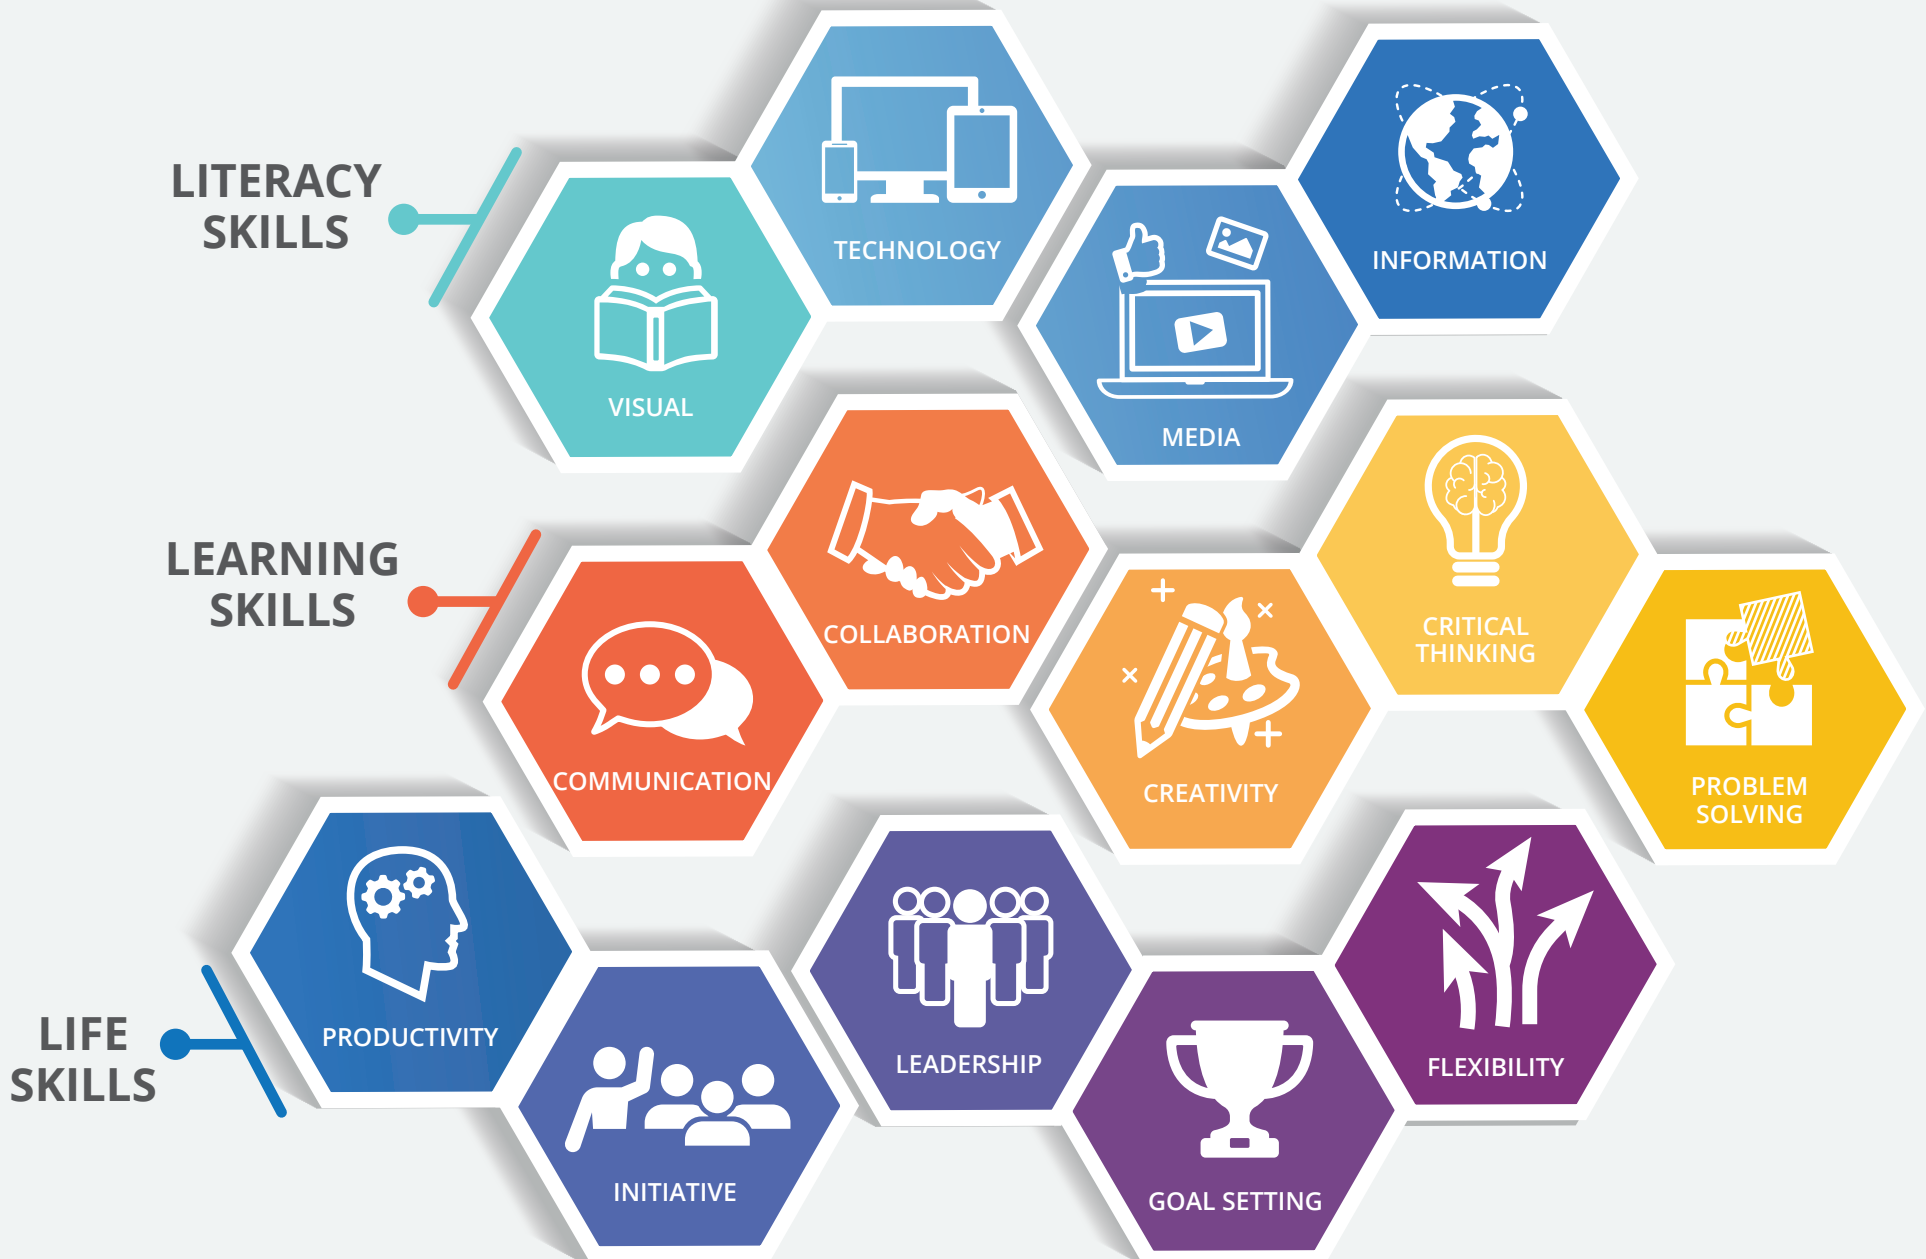 LITERACY
SKILLS
VISUAL
TECHNOLOGY
MEDIA
INFORMATION
LEARNING
SKILLS
COMMUNICATION
COLLABORATION
CREATIVITY
CRITICAL
THINKING
PROBLEM
SOLVING
LIFE
SKILLS
PRODUCTIVITY
INITIATIVE
LEADERSHIP
GOAL SETTING
FLEXIBILITY